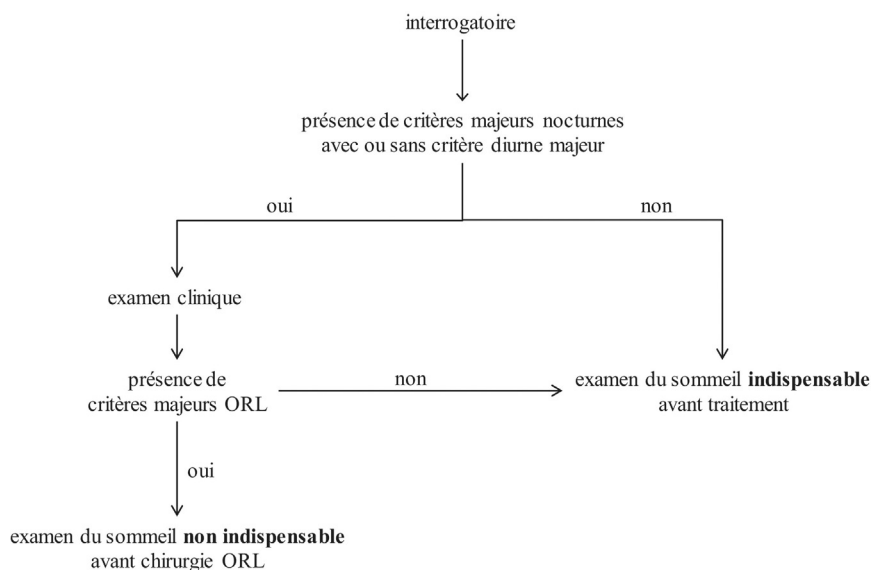 interrogatoire
présence de critères majeurs nocturnes
avec ou sans critère diurne majeur
oui
non
examen clinique
présence de
critères majeurs ORL
non
examen du sommeil indispensable
avant traitement
oui
examen du sommeil non indispensable
avant chirurgie ORL